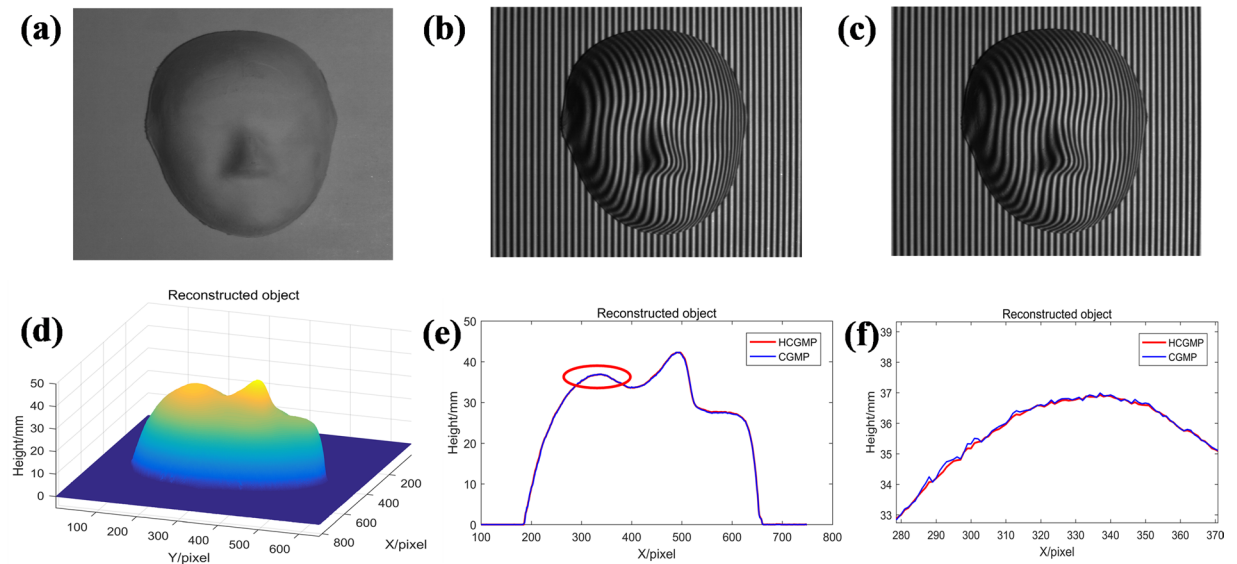 (a)
(b)
(c)
(d)
Reconstructed object
Height/mm
50
40
30
20
10
0
100
200
300
400
500
600
Y/pixel
200
400
600
800
X/pixel
(e)
Reconstructed object
HCGMP
CGMP
Height/mm
50
40
30
20
10
0
100
200
300
400
500
600
700
800
X/pixel
(f)
Reconstructed object
HCGMP
CGMP
Height/mm
39
38
37
36
35
34
33
280
290
300
310
320
330
340
350
360
370
X/pixel